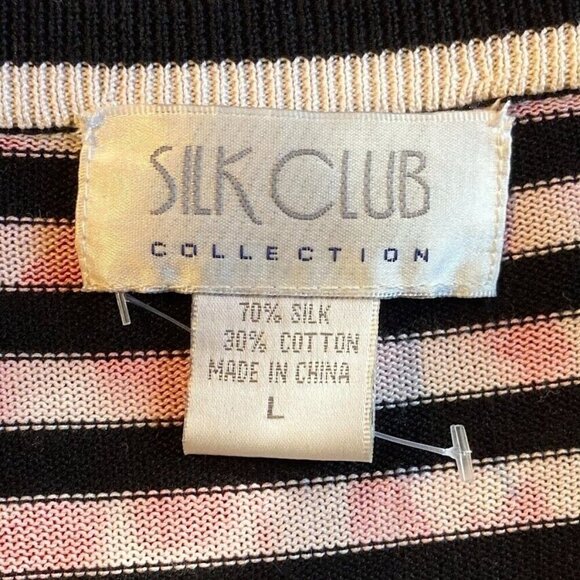 SILK CLUB
COLLECTION
70% SILK
30% COTTON
MADE IN CHINA
L